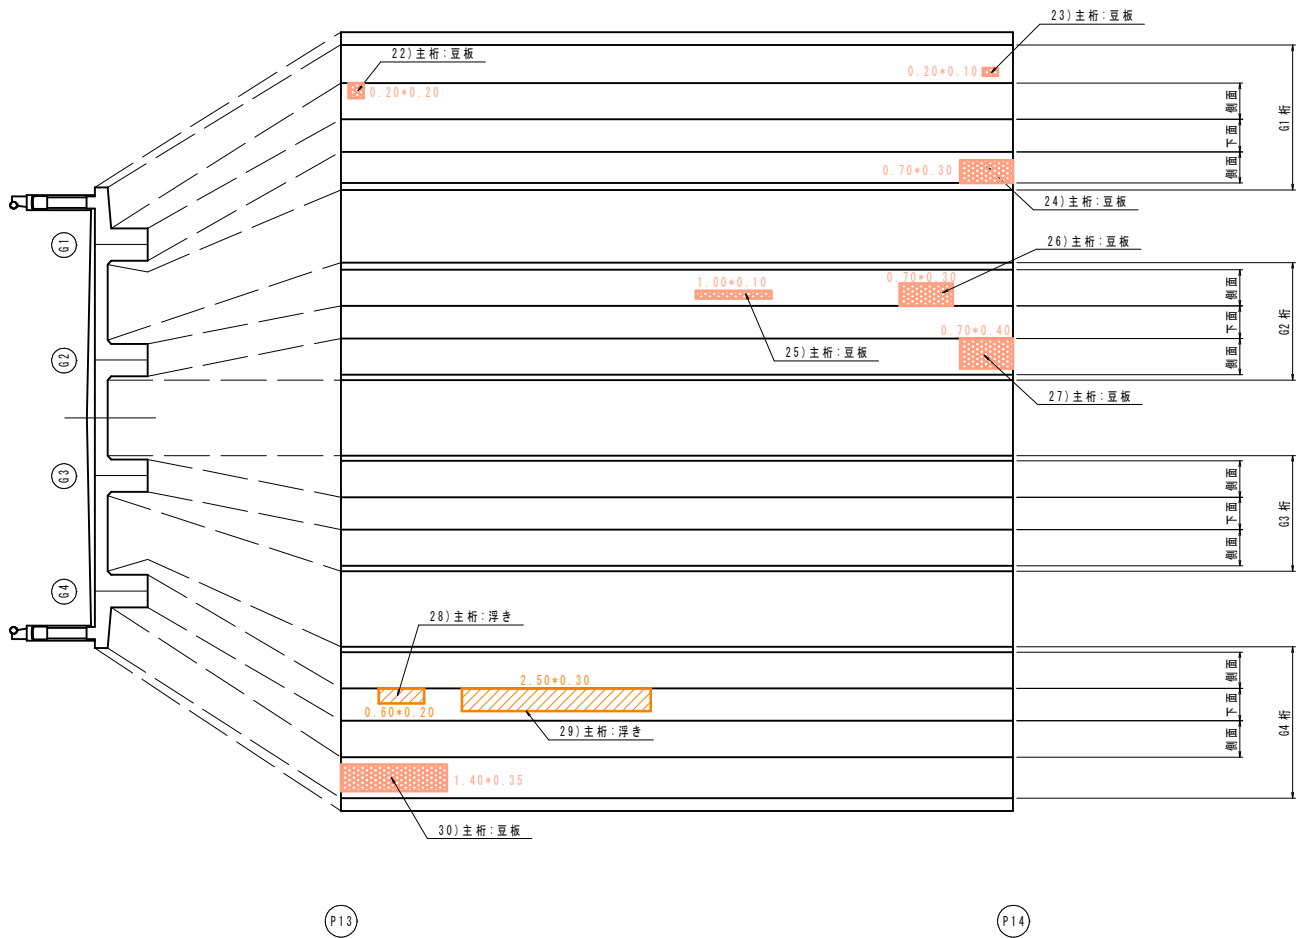 23)主桁:豆板
22)主桁:豆板
0.20*0.10
0.20*0.20
側面
下面
側面
G1桁
0.70*0.30
24)主桁:豆板
G1
26)主桁:豆板
1.00*0.10
0.70*0.30
側面
下面
側面
G2桁
0.70*0.40
25)主桁:豆板
G2
27)主桁:豆板
G3
側面
下面
側面
G3桁
G4
28)主桁:浮き
2.50*0.30
0.60*0.20
29)主桁:浮き
側面
下面
側面
G4桁
1.40*0.35
30)主桁:豆板
P13
P14